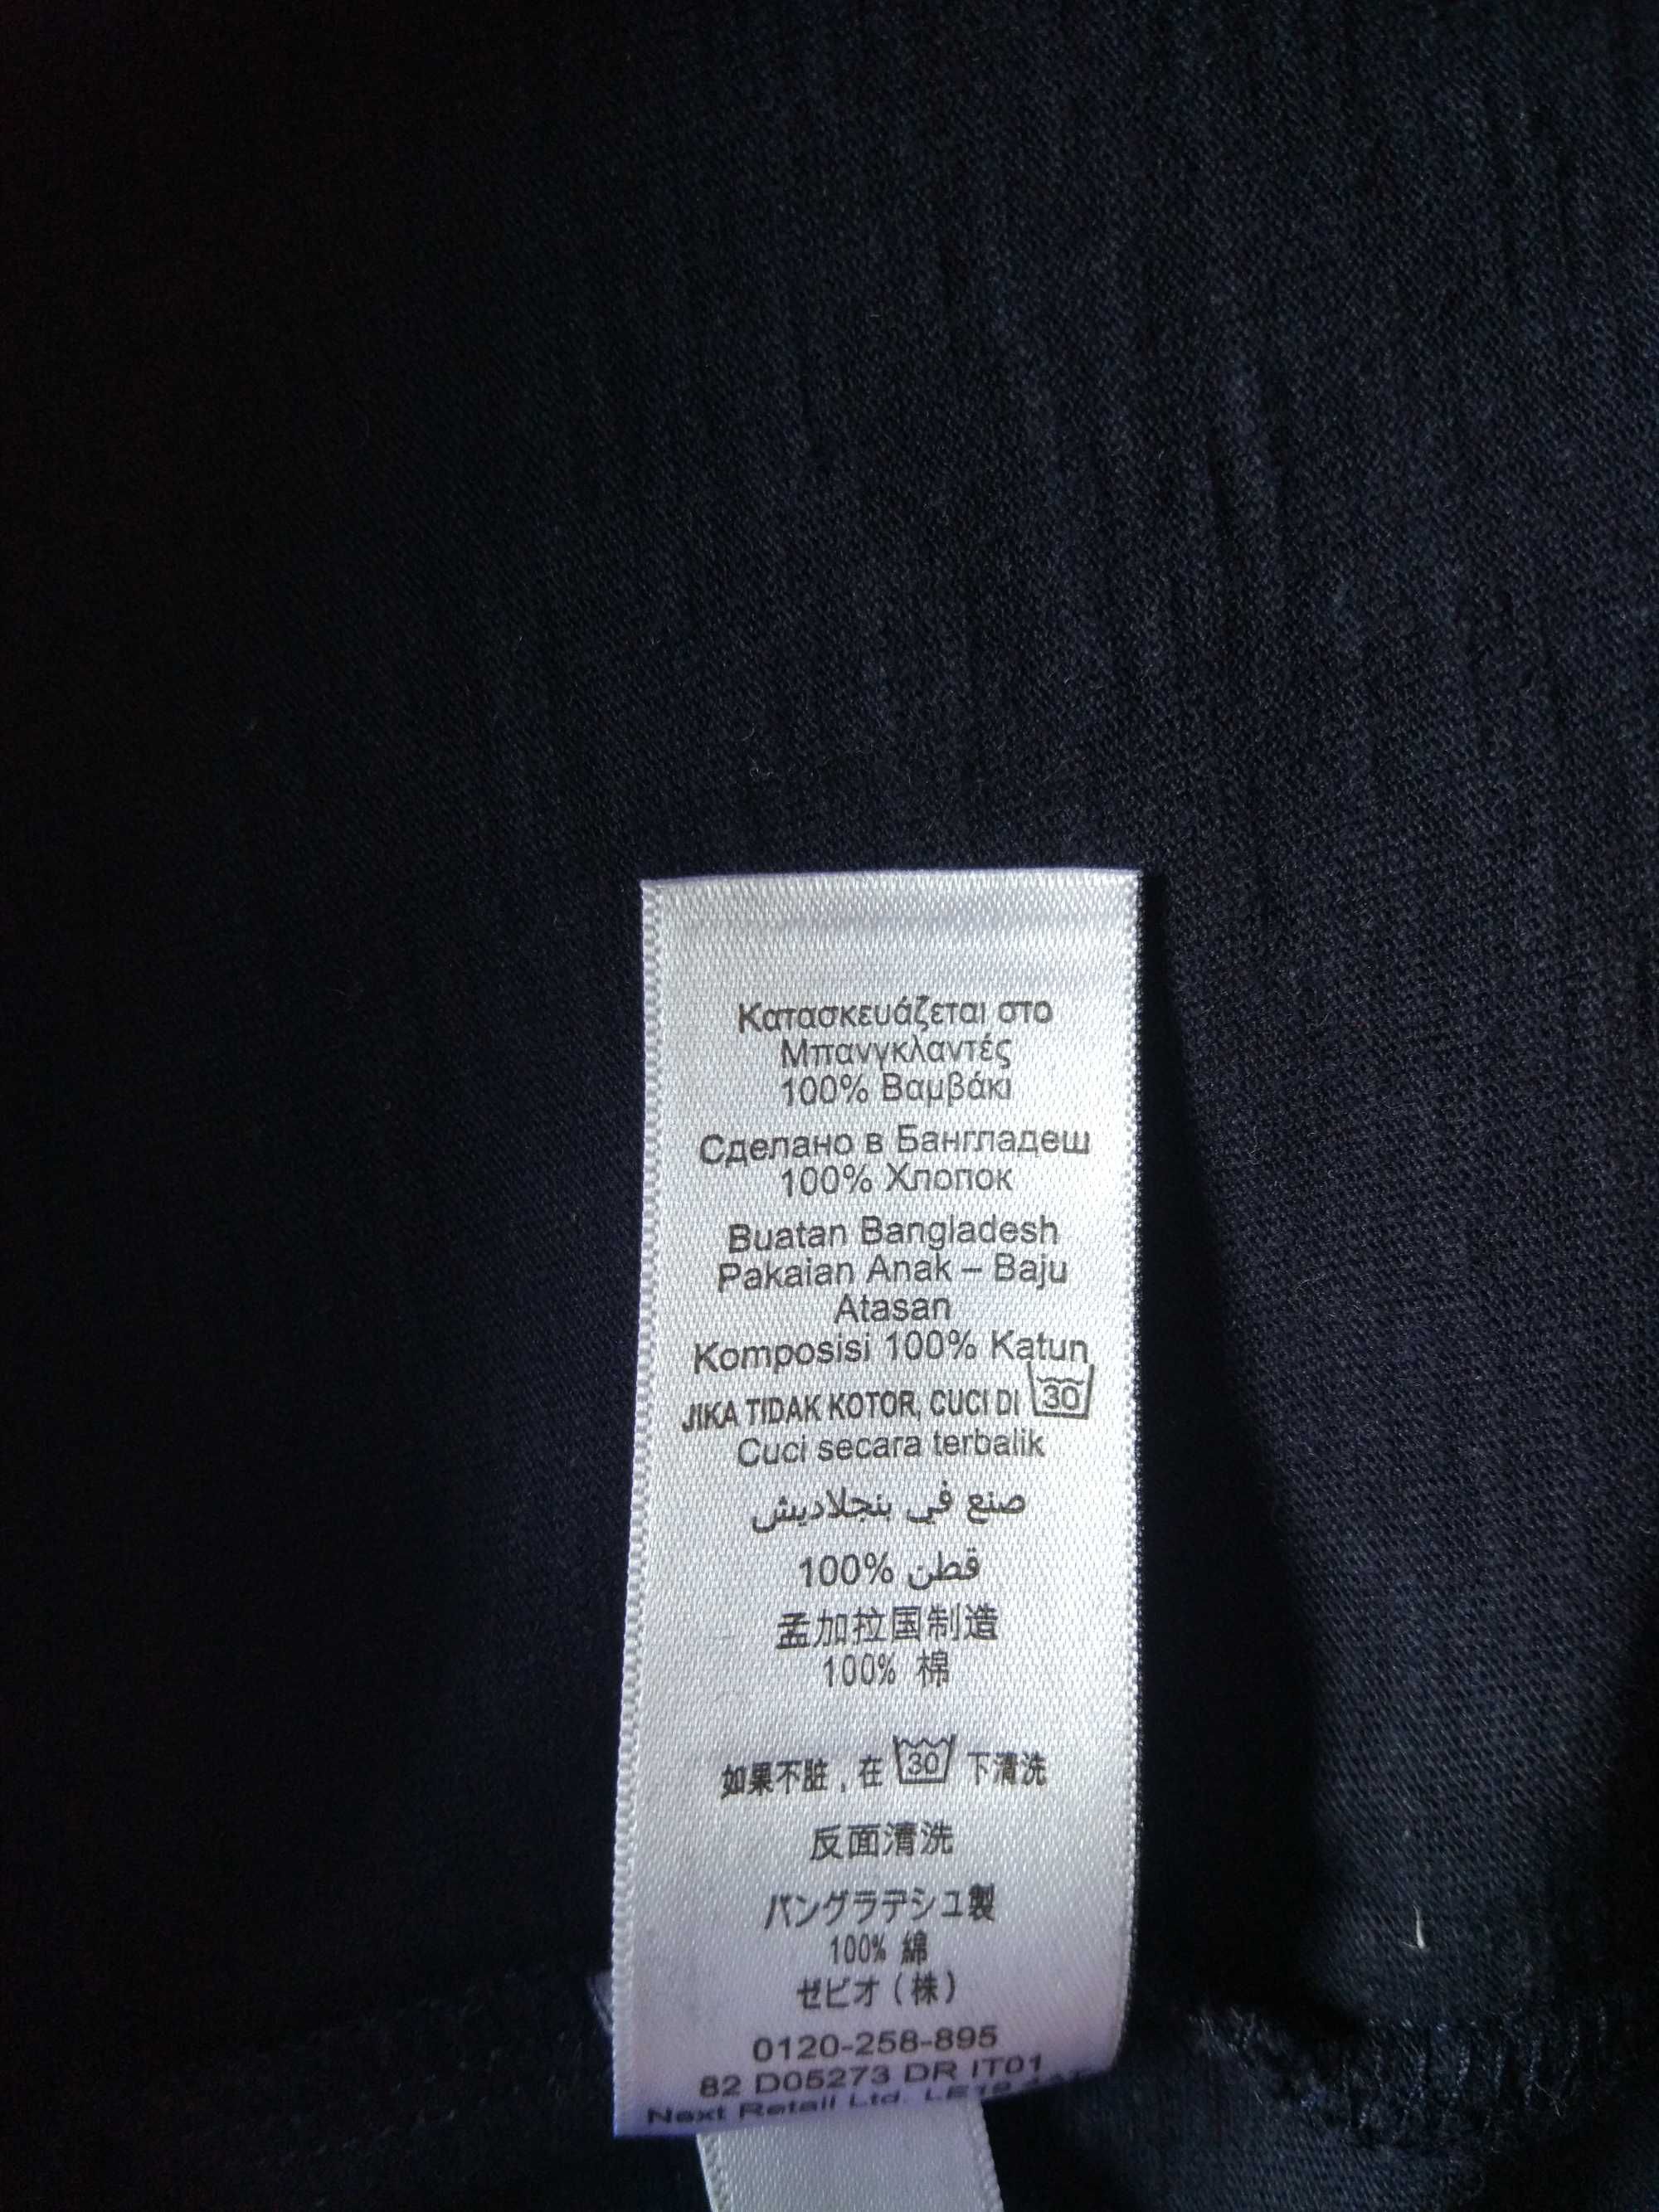 Κατασκευάζεται στο
Μπανγκλαντές
100% Βαμβάκι
Сделано в Бангладеш
100% Хлопок
Buatan Bangladesh
Pakaian Anak – Baju
Atasan
Komposisi 100% Katun
JIKA TIDAK KOTOR, CUCI DI 30
Cuci secara terbalik
صنع في بنجلاديش
100% قطن
孟加拉国制造
100% 棉
如果不脏，在 30 下清洗
反面清洗
バングラデシュ製
100% 綿
ゼビオ（株）
0120-258-895
82 D05273 DR IT01
Next Retail Ltd.